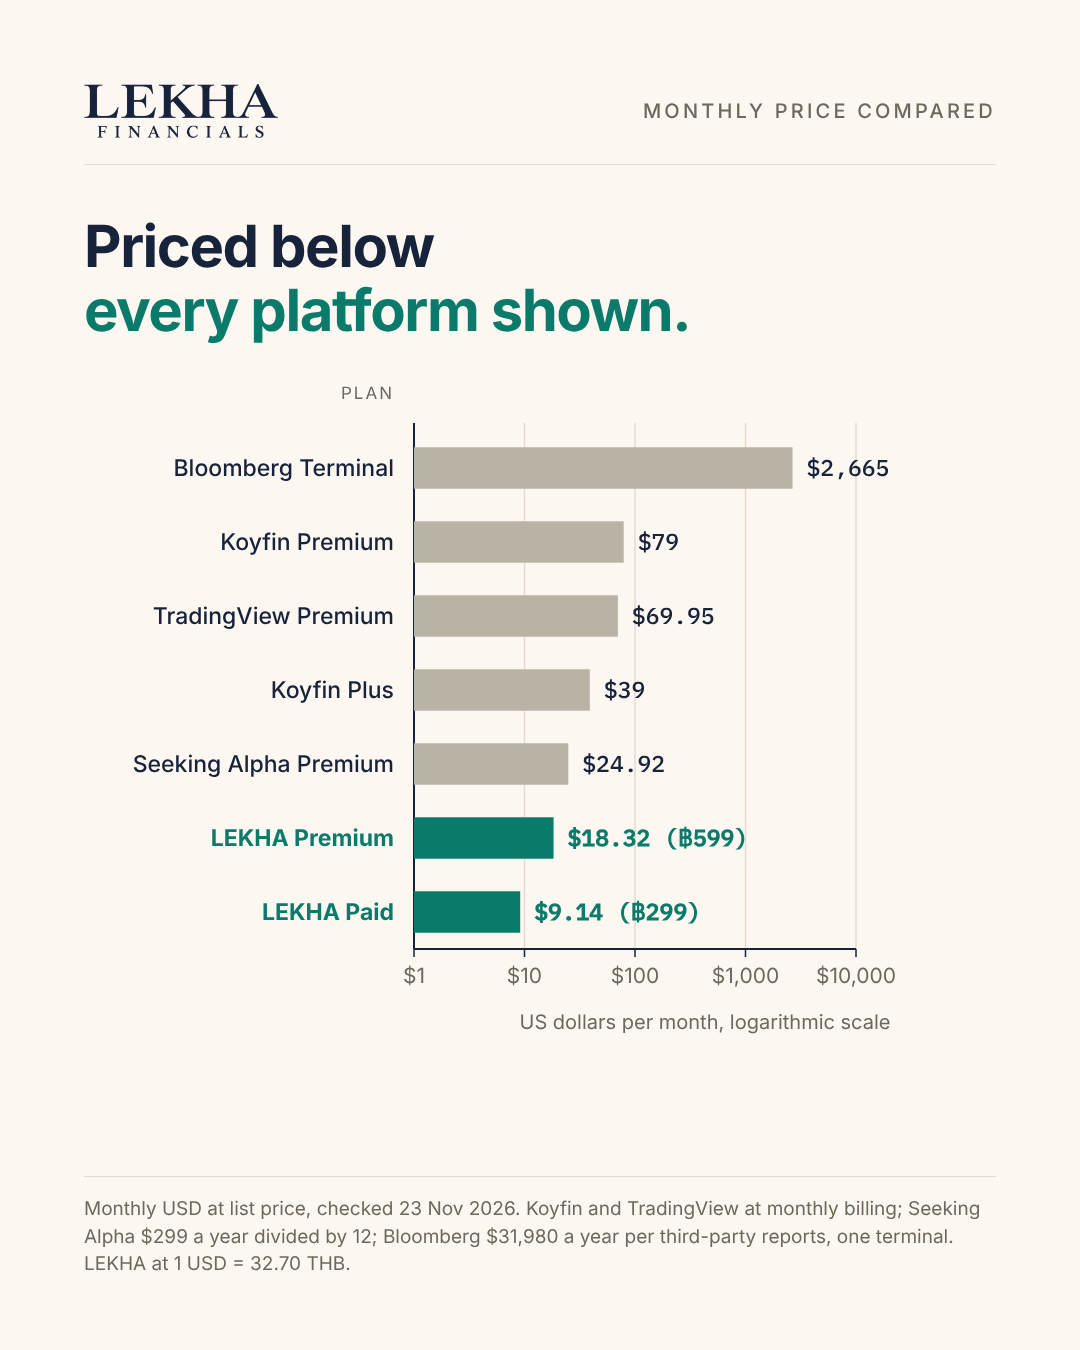 LEKHA
FINANCIALS
MONTHLY PRICE COMPARED
Priced below
every platform shown.
PLAN
Bloomberg Terminal $2,665
Koyfin Premium $79
TradingView Premium $69.95
Koyfin Plus $39
Seeking Alpha Premium $24.92
LEKHA Premium $18.32 (฿599)
LEKHA Paid $9.14 (฿299)
$1 $10 $100 $1,000 $10,000
US dollars per month, logarithmic scale
Monthly USD at list price, checked 23 Nov 2026. Koyfin and TradingView at monthly billing; Seeking
Alpha $299 a year divided by 12; Bloomberg $31,980 a year per third-party reports, one terminal.
LEKHA at 1 USD = 32.70 THB.